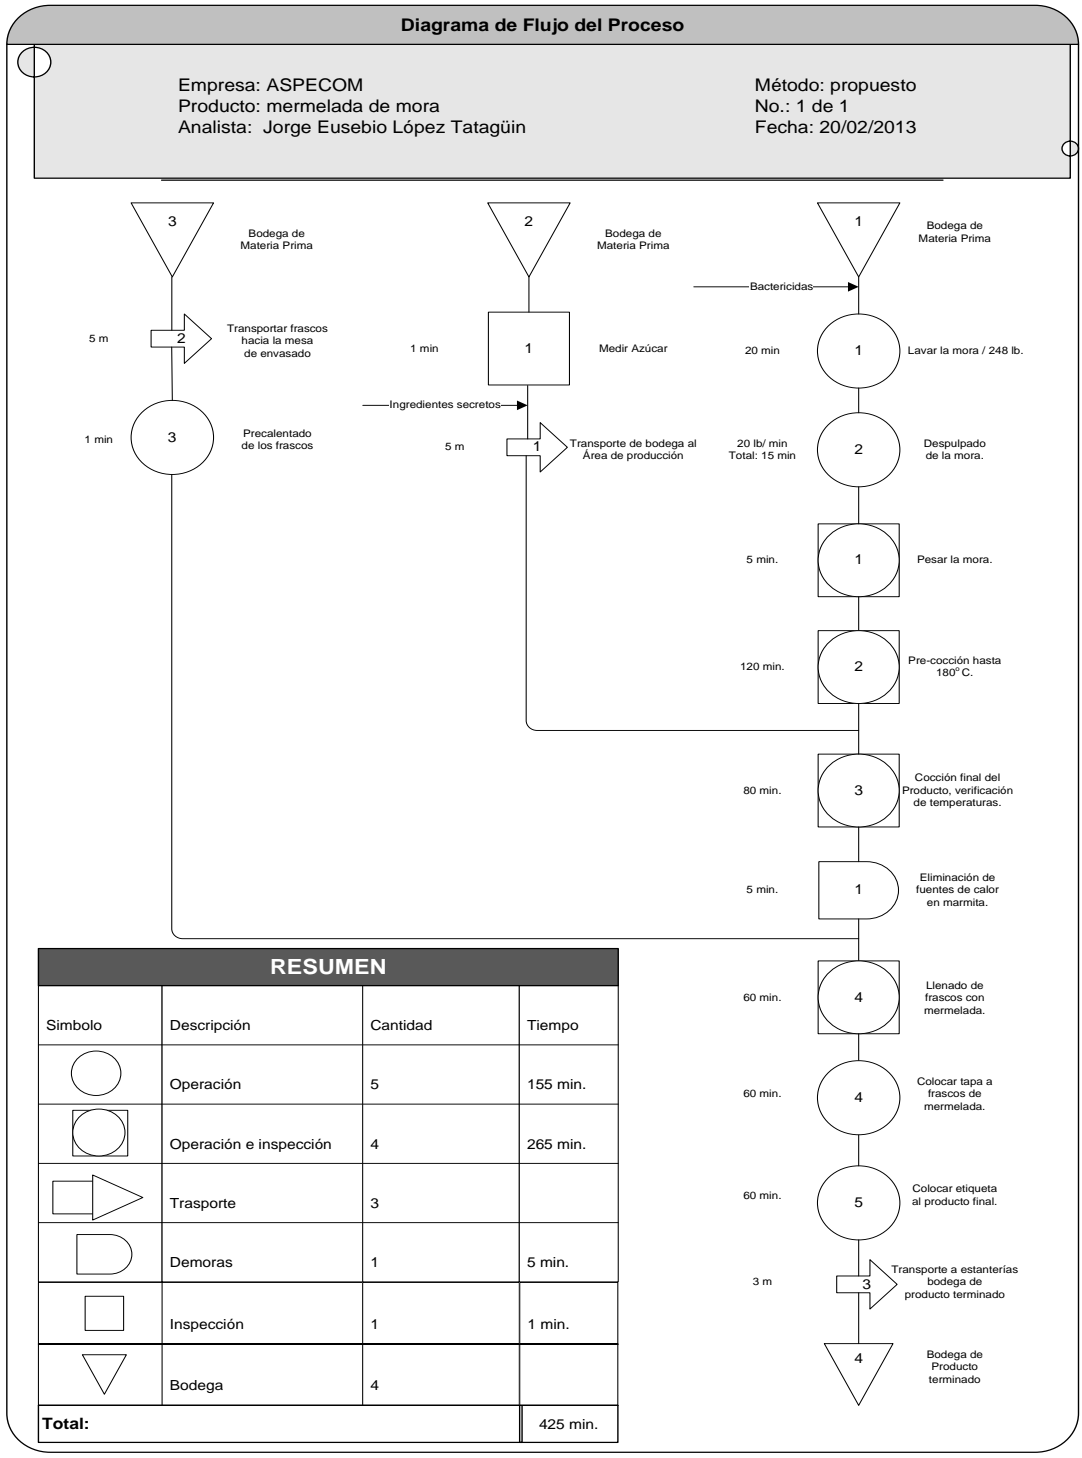 Diagrama de Flujo del Proceso
Empresa: ASPECOM
Producto: mermelada de mora
Analista: Jorge Eusebio López Tatagüin
Método: propuesto
No.: 1 de 1
Fecha: 20/02/2013
3
Bodega de
Materia Prima
5 m
2
Transportar frascos
hacia la mesa
de envasado
1 min
3
Precalentado
de los frascos
2
Bodega de
Materia Prima
1 min
1
Medir Azúcar
Ingredientes secretos
5 m
1
Transporte de bodega al
Área de producción
1
Bodega de
Materia Prima
Bactericidas
20 min
1
Lavar la mora / 248 lb.
20 lb/ min
Total: 15 min
2
Despulpado
de la mora.
5 min.
1
Pesar la mora.
120 min.
2
Pre-cocción hasta
180°C.
80 min.
3
Cocción final del
Producto, verificación
de temperaturas.
5 min.
1
Eliminación de
fuentes de calor
en marmita.
60 min.
4
Llenado de
frascos con
mermelada.
60 min.
4
Colocar tapa a
frascos de
mermelada.
60 min.
5
Colocar etiqueta
al producto final.
3 m
3
Transporte a estanterías
bodega de
producto terminado
4
Bodega de
Producto
terminado
RESUMEN
Simbolo Descripción Cantidad Tiempo
Operación 5 155 min.
Operación e inspección 4 265 min.
Trasporte 3
Demoras 1 5 min.
Inspección 1 1 min.
Bodega 4
Total: 425 min.